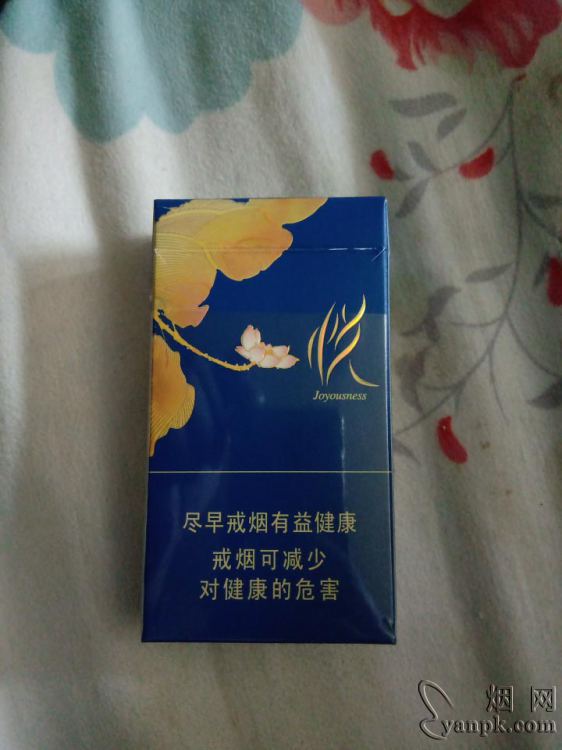 悦
Joyousness
尽早戒烟有益健康
戒烟可减少
对健康的危害
烟网
yanpk.com